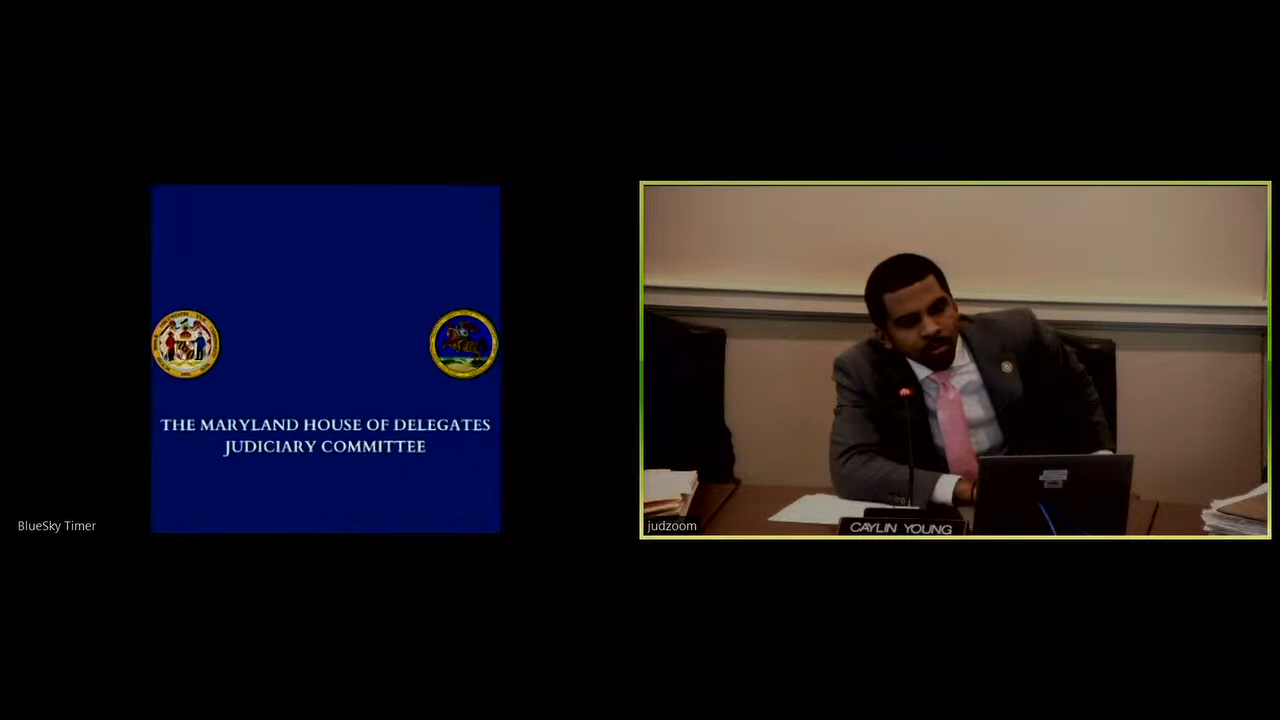 THE MARYLAND HOUSE OF DELEGATES
JUDICIARY COMMITTEE
BlueSky Timer
judzoom
CAYLIN YOUNG